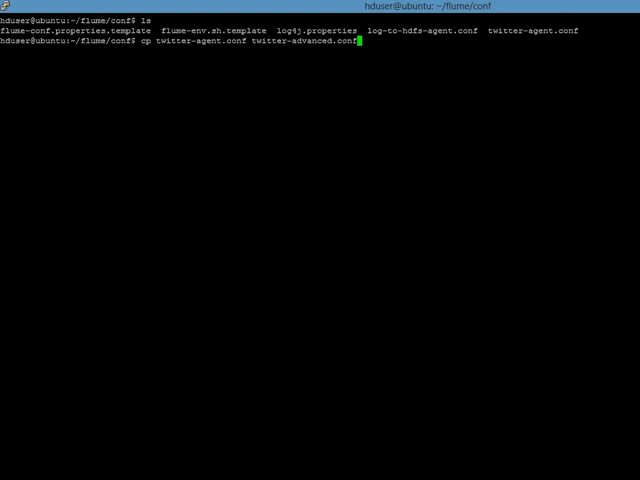 hduser@ubuntu: ~/flume/conf
hduser@ubuntu:~/flume/conf$ ls
flume-conf.properties.template  flume-env.sh.template  log4j.properties  log-to-hdfs-agent.conf  twitter-agent.conf
hduser@ubuntu:~/flume/conf$ cp twitter-agent.conf twitter-advanced.conf